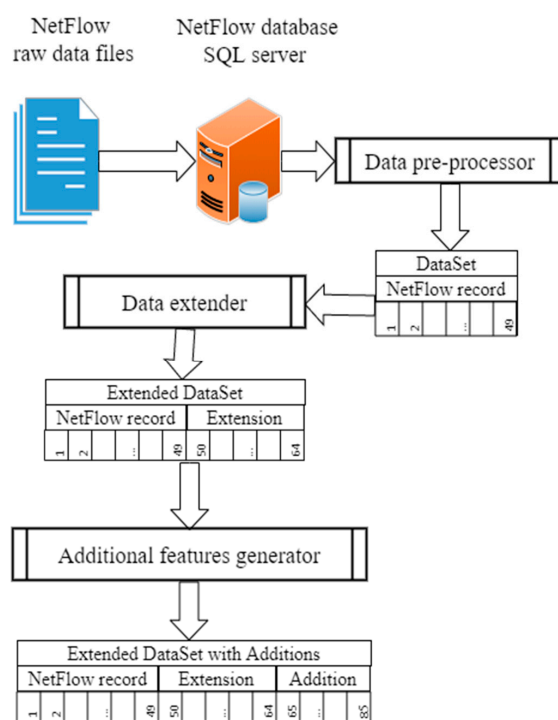 NetFlow
raw data files
NetFlow database
SQL server
Data pre-processor
DataSet
NetFlow record
1 2 ... 49
Data extender
Extended DataSet
NetFlow record Extension
1 2 ... 49 50 ... 64
Additional features generator
Extended DataSet with Additions
NetFlow record Extension Addition
1 2 ... 49 50 ... 64 65 ... 85